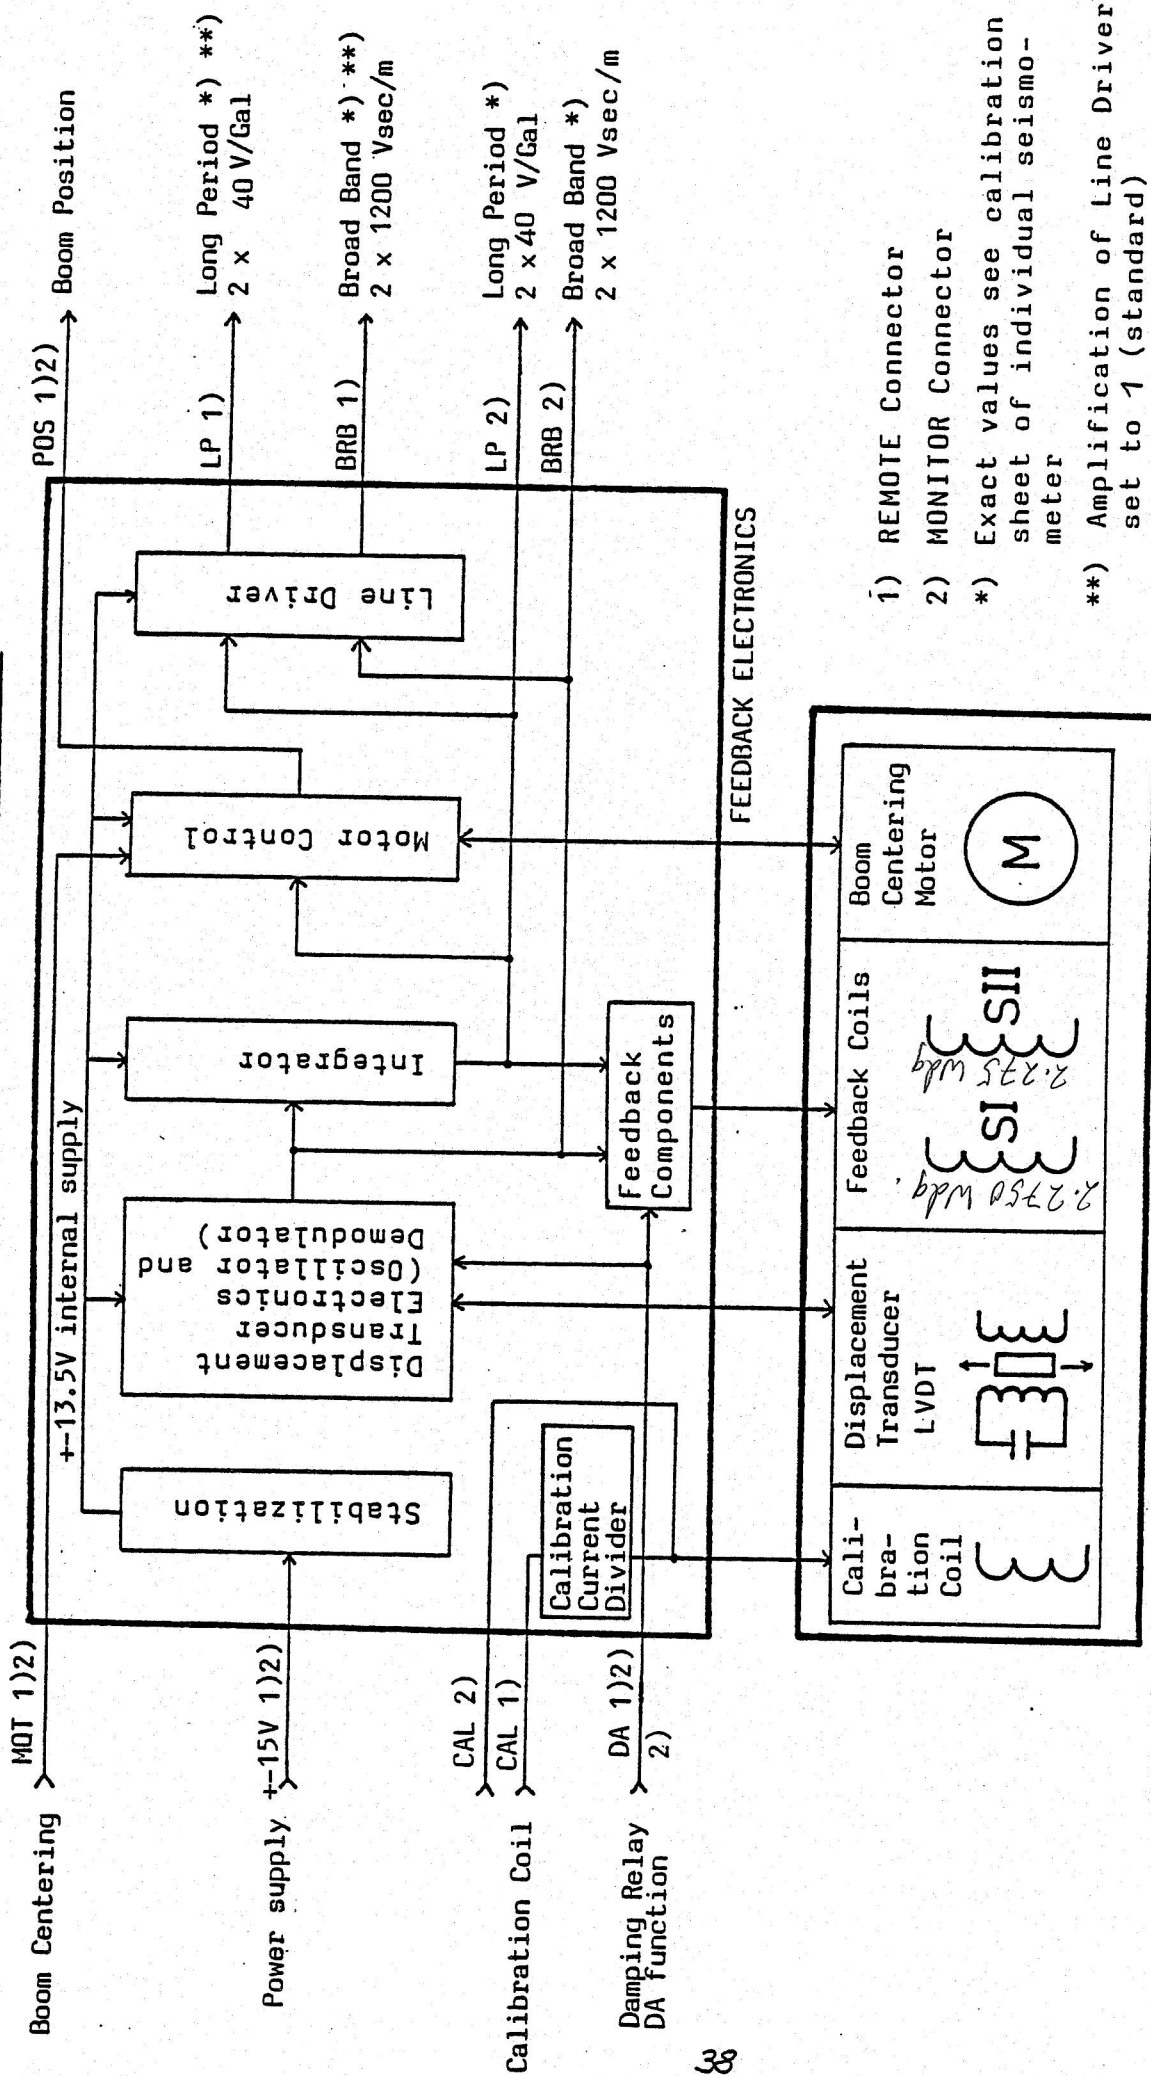 Boom Centering
MOT 1)2)
Power supply +-15V 1)2)
CAL 2)
Calibration Coil
CAL 1)
Damping Relay
DA function
DA 1)2)
2)
+-13.5V internal supply
Stabilization
Displacement
Transducer
Electronics
(Oscillator and
Demodulator)
Integrator
Motor Control
Line Driver
Calibration
Current
Divider
Feedback
Components
FEEDBACK ELECTRONICS
POS 1)2)
Boom Position
LP 1)
Long Period *) **)
2 x 40 V/Gal
BRB 1)
Broad Band *) **)
2 x 1200 Vsec/m
LP 2)
Long Period *)
2 x 40 V/Gal
BRB 2)
Broad Band *)
2 x 1200 Vsec/m
Cali-
bra-
tion
Coil
Displacement
Transducer
LVDT
Feedback Coils
2·2750 Wdg.
SI
2·275 Wdg
SII
Boom
Centering
Motor
M
1) REMOTE Connector
2) MONITOR Connector
*) Exact values see calibration
sheet of individual seismo-
meter
**) Amplification of Line Driver
set to 1 (standard)
38